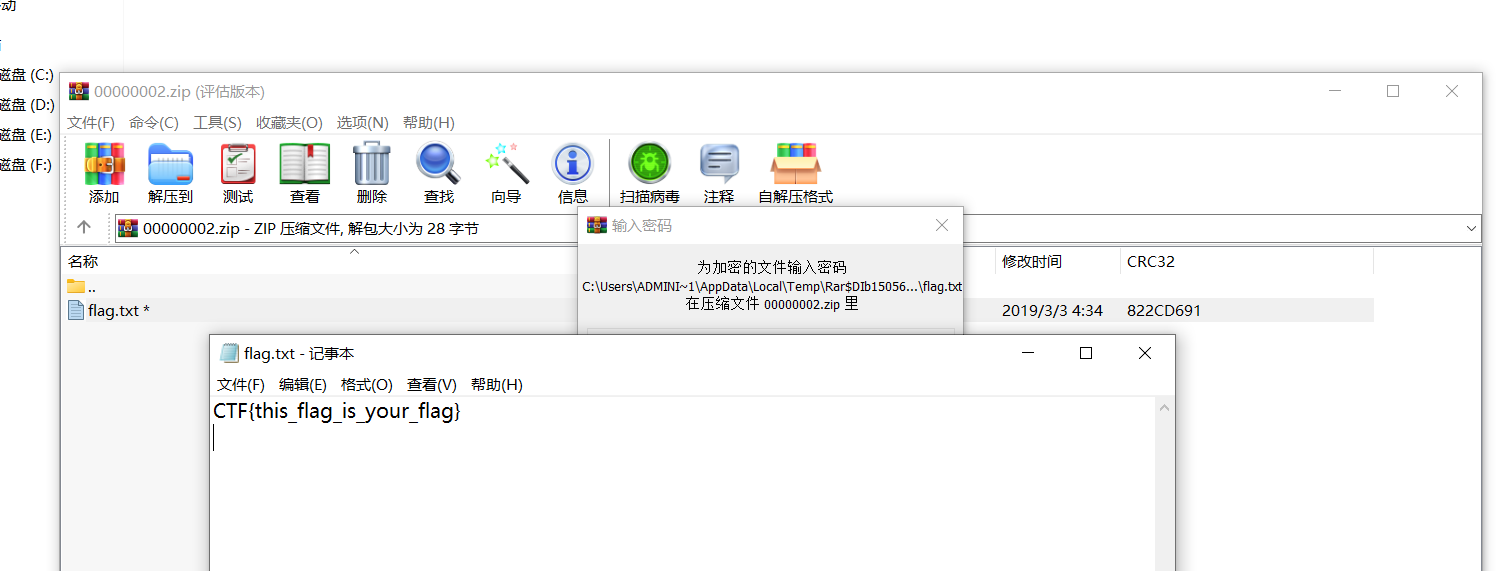 动
磁盘 (C:)
磁盘 (D:)
磁盘 (E:)
磁盘 (F:)
00000002.zip (评估版本)
文件(F) 命令(C) 工具(S) 收藏夹(O) 选项(N) 帮助(H)
添加 解压到 测试 查看 删除 查找 向导 信息 扫描病毒 注释 自解压格式
00000002.zip - ZIP 压缩文件, 解包大小为 28 字节
名称 修改时间 CRC32
..
flag.txt * 2019/3/3 4:34 822CD691
输入密码
为加密的文件输入密码
C:\Users\ADMINI~1\AppData\Local\Temp\Rar$DIb15056...\flag.txt
在压缩文件 00000002.zip 里
flag.txt - 记事本
文件(F) 编辑(E) 格式(O) 查看(V) 帮助(H)
CTF{this_flag_is_your_flag}